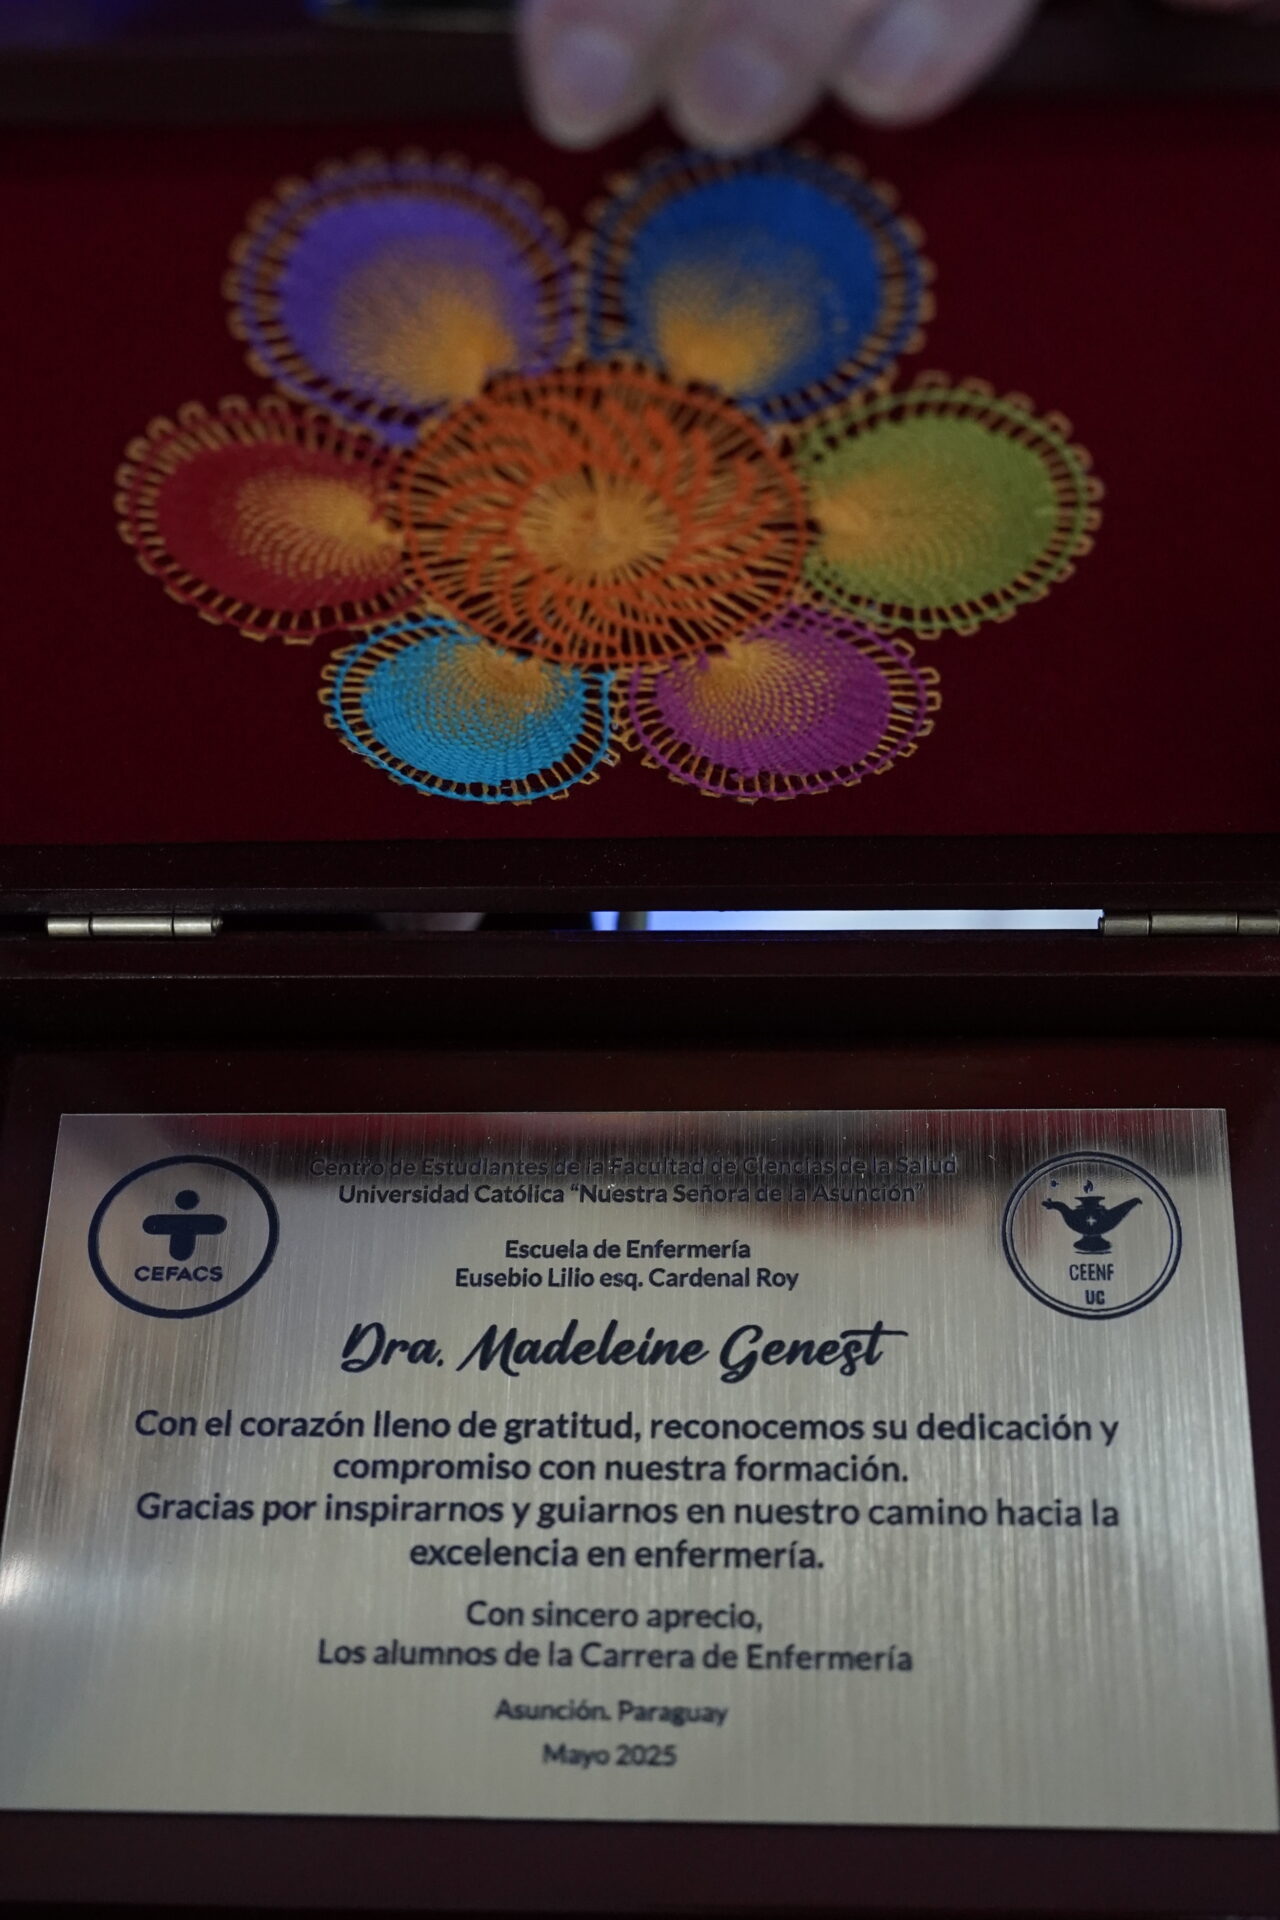 Centro de Estudiantes de la Facultad de Ciencias de la Salud
Universidad Católica “Nuestra Señora de la Asunción”
CEFACS
CEENF
UC
Escuela de Enfermería
Eusebio Lilio esq. Cardenal Roy
Dra. Madeleine Genest
Con el corazón lleno de gratitud, reconocemos su dedicación y
compromiso con nuestra formación.
Gracias por inspirarnos y guiarnos en nuestro camino hacia la
excelencia en enfermería.
Con sincero aprecio,
Los alumnos de la Carrera de Enfermería
Asunción. Paraguay
Mayo 2025